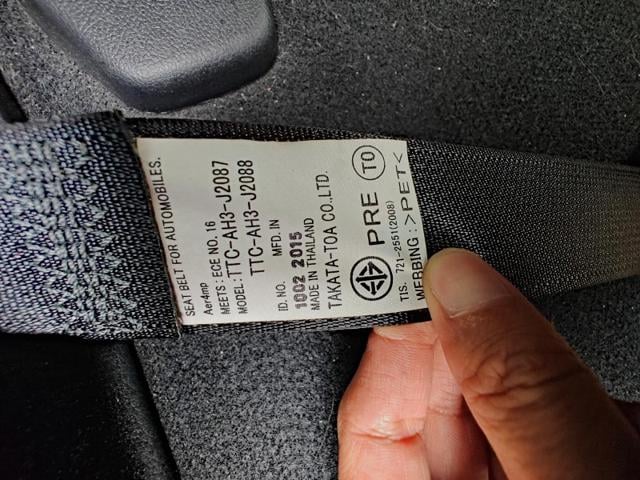 SEAT BELT FOR AUTOMOBILES.
Aer4mp
MEETS: ECE NO. 16
MODEL: TTC-AH3-J2087
TTC-AH3-J2088
ID. NO. MFD. IN
1002 2015
MADE IN THAILAND
TAKATA-TOA CO., LTD.
PRE TO
TIS. 721-2551(2008)
WEBBING: >PET<